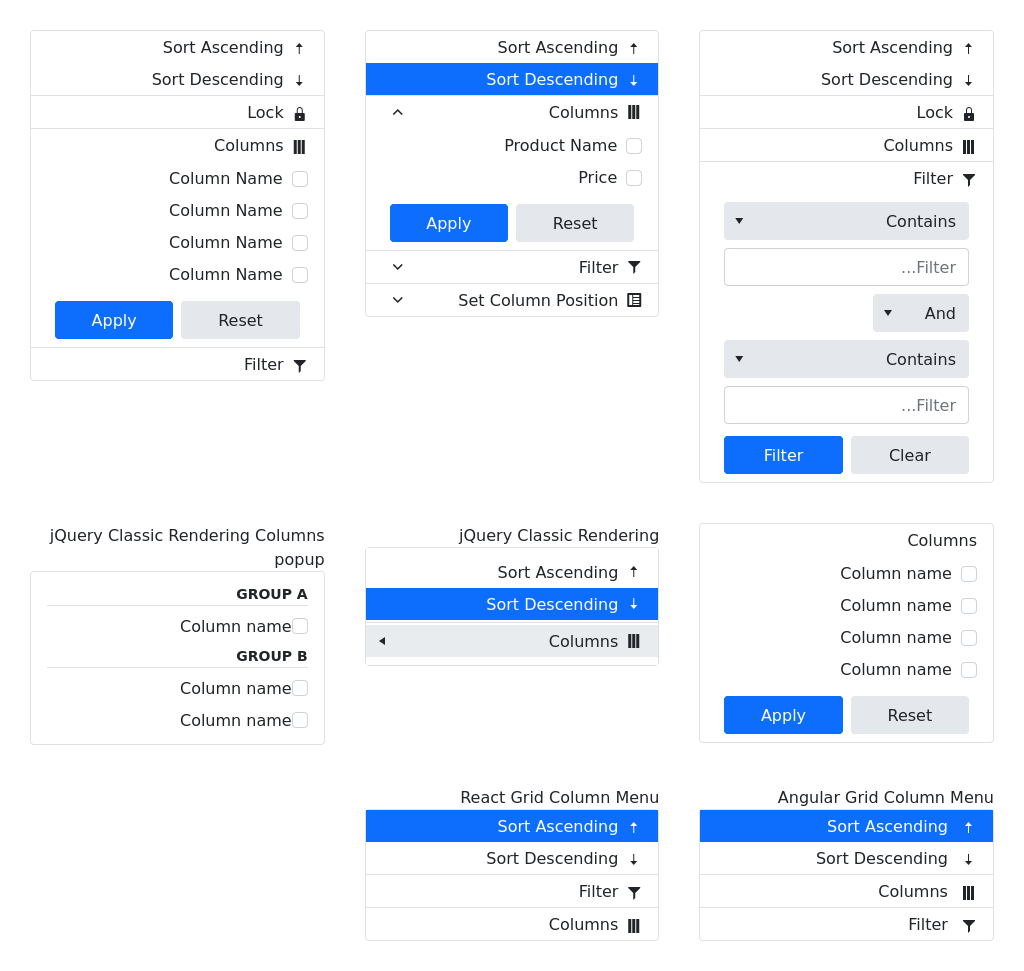 Sort Ascending
Sort Descending
Lock
Columns
Column Name
Column Name
Column Name
Column Name
Apply Reset
Filter
Sort Ascending
Sort Descending
Columns
Product Name
Price
Apply Reset
Filter
Set Column Position
Sort Ascending
Sort Descending
Lock
Columns
Filter
Contains
...Filter
And
Contains
...Filter
Filter Clear
jQuery Classic Rendering Columns
popup
GROUP A
Column name
GROUP B
Column name
Column name
jQuery Classic Rendering
Sort Ascending
Sort Descending
Columns
Columns
Column name
Column name
Column name
Column name
Apply Reset
React Grid Column Menu
Sort Ascending
Sort Descending
Filter
Columns
Angular Grid Column Menu
Sort Ascending
Sort Descending
Columns
Filter